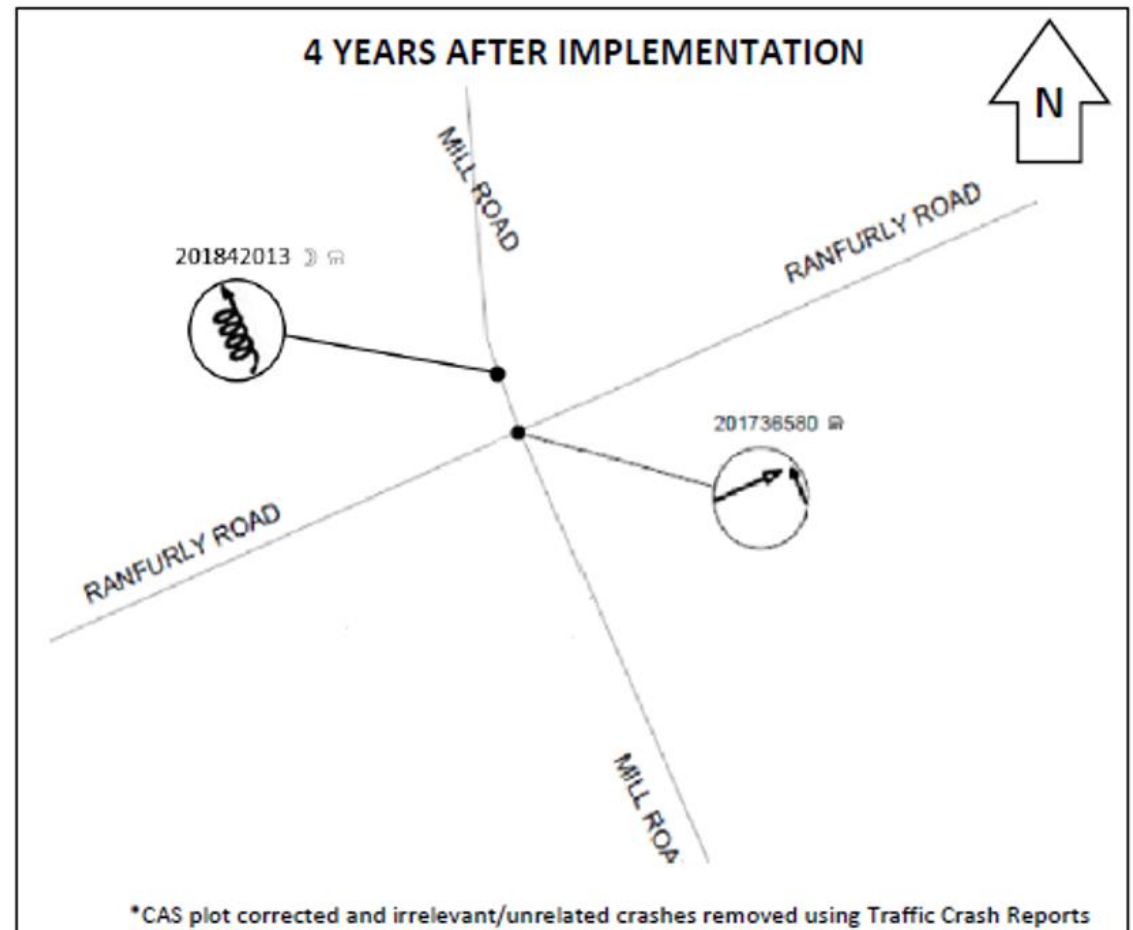 4 YEARS AFTER IMPLEMENTATION
N
MILL ROAD
RANFURLY ROAD
201842013
201736580
RANFURLY ROAD
MILL ROA
*CAS plot corrected and irrelevant/unrelated crashes removed using Traffic Crash Reports